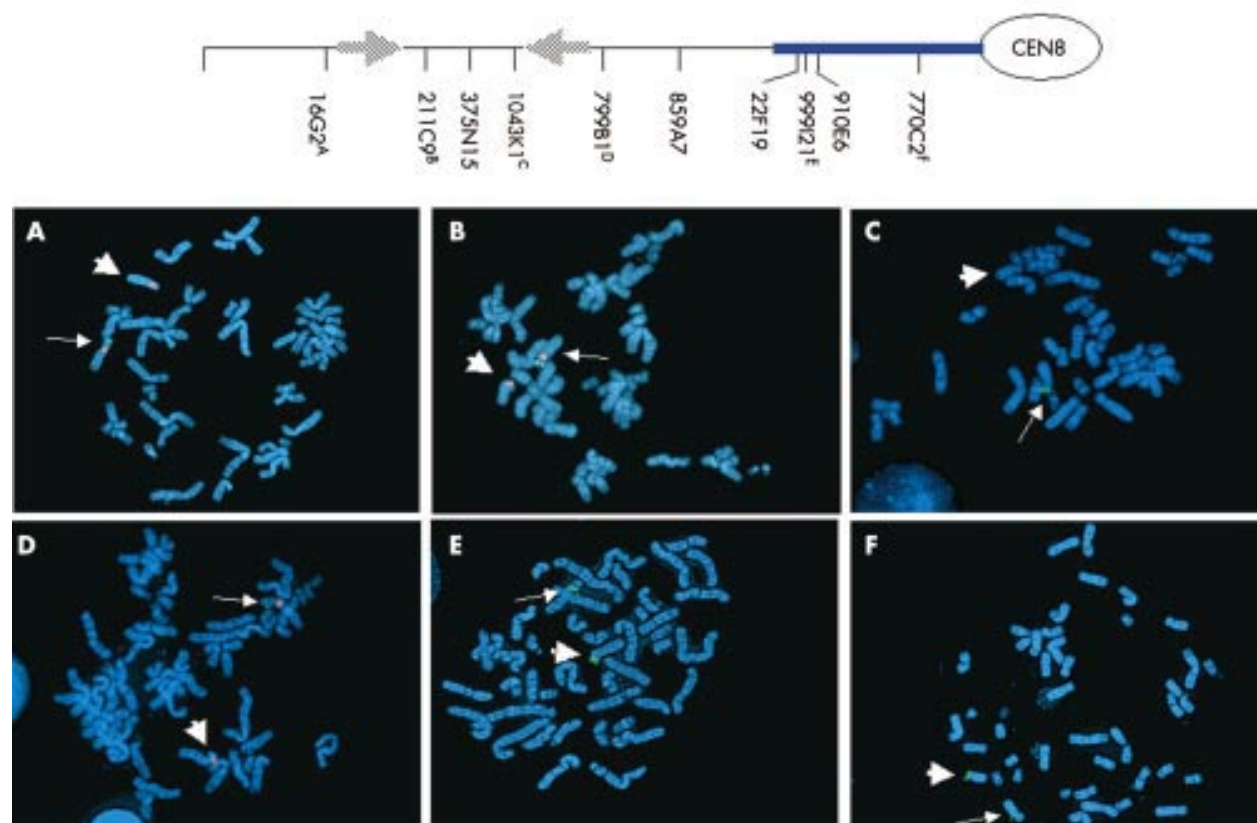 CEN8
16G2A
211C9B
375N15
1043K1C
799B1D
859A7
22F19
999I21E
910E6
770C2F
A
B
C
D
E
F